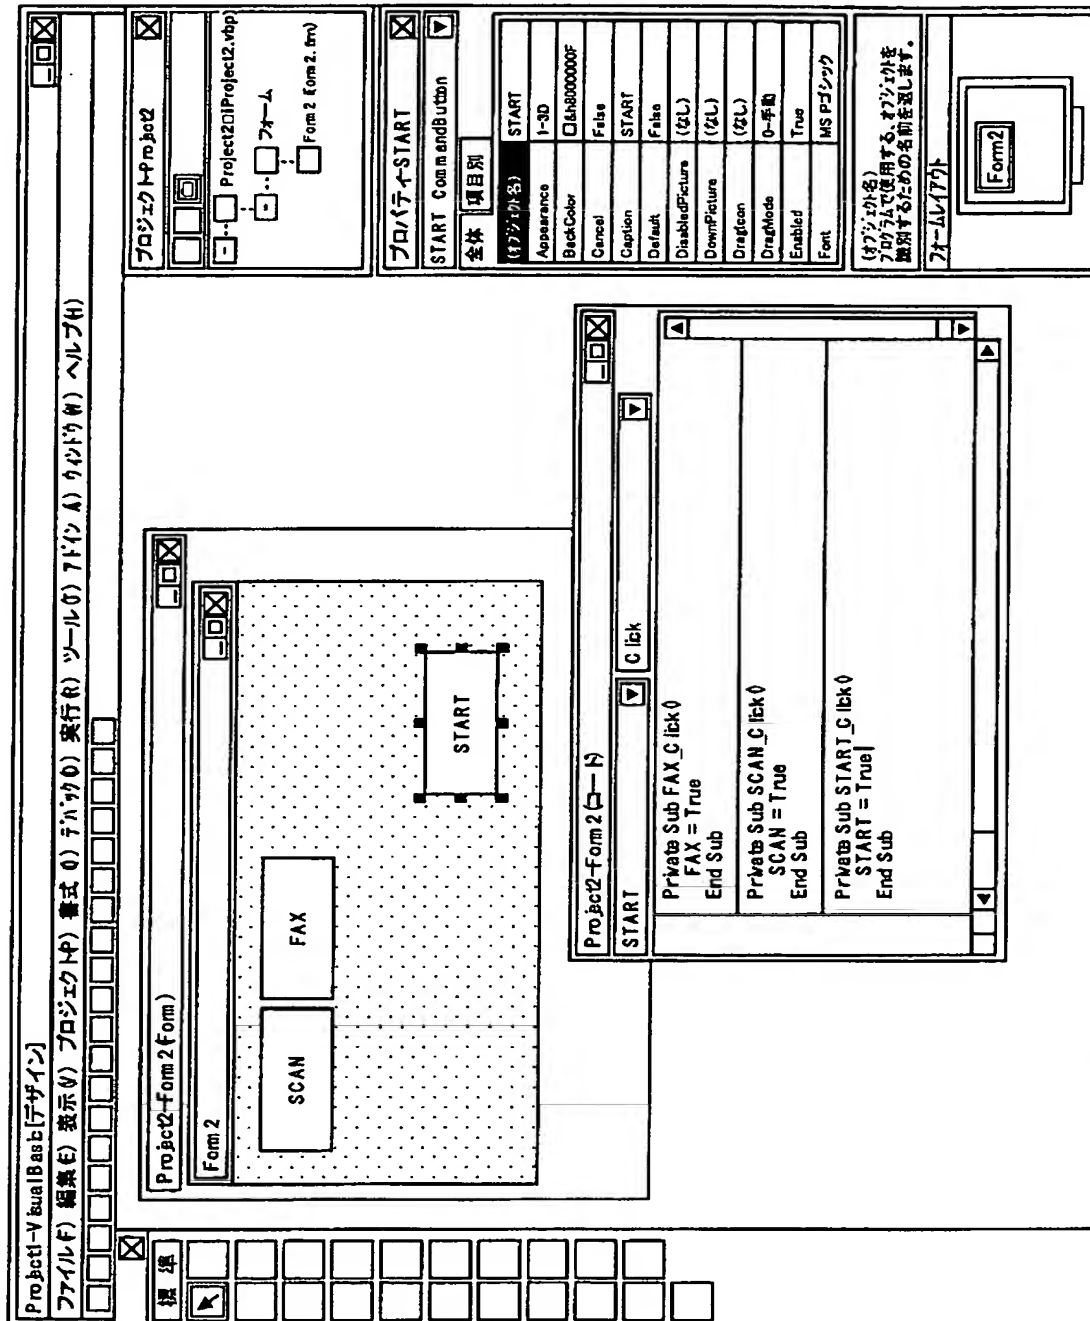 Project1-VisualBasic[デザイン]
ファイル(F) 編集(E) 表示(V) プロジェクト(P) 書式(O) デバッグ(D) 実行(R) ツール(T) アドイン(A) ウィンドウ(W) ヘルプ(H)
標準
Project2-Form2(Form)
Form2
SCAN
FAX
START
Project2-Form2(コード)
START
Click
Private Sub FAX_Click()
FAX = True
End Sub
Private Sub SCAN_Click()
SCAN = True
End Sub
Private Sub START_Click()
START = True
End Sub
プロジェクト-Project2
Project2 (Project2.vbp)
フォーム
Form2 (Form2.frm)
プロパティ-START
START CommandButton
全体 項目別
(オブジェクト名) START
Appearance 1-3D
BackColor &h8000000F
Cancel False
Caption START
Default False
DisabledPicture (なし)
DownPicture (なし)
DragIcon (なし)
DragMode 0-手動
Enabled True
Font MS Pゴシック
(オブジェクト名)
プログラムで使用する、オブジェクトを
識別するための名前を返します。
フォームレイアウト
Form2